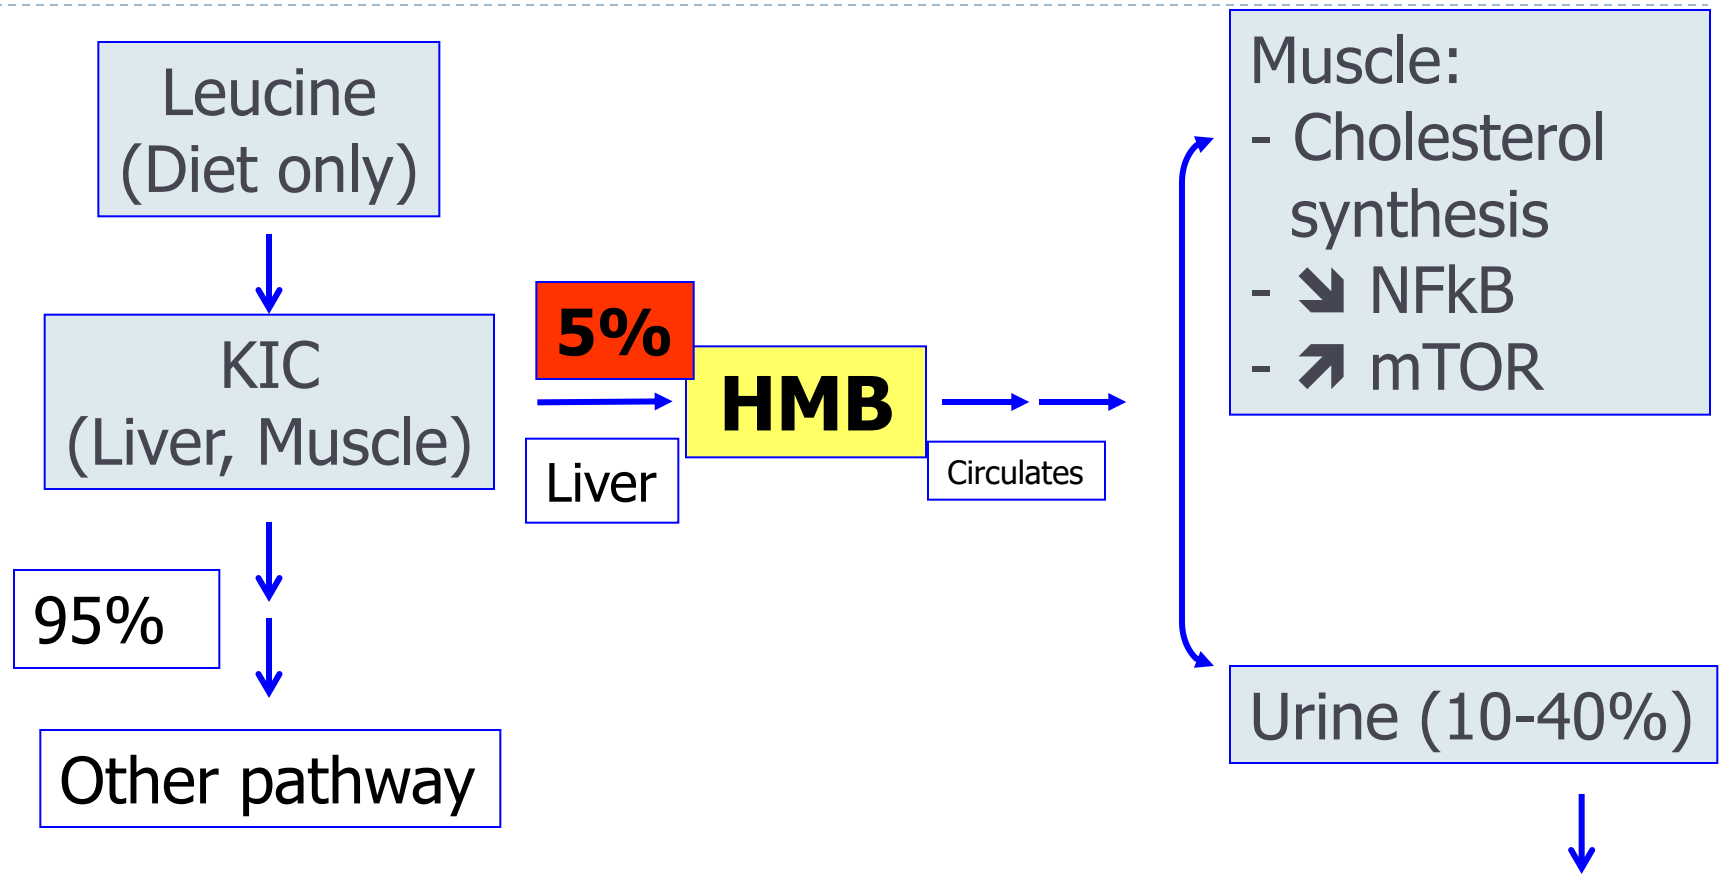 Leucine
(Diet only)
KIC
(Liver, Muscle)
95%
Other pathway
5%
HMB
Liver
Circulates
Muscle:
- Cholesterol
synthesis
- ➘ NFkB
- ➚ mTOR
Urine (10-40%)